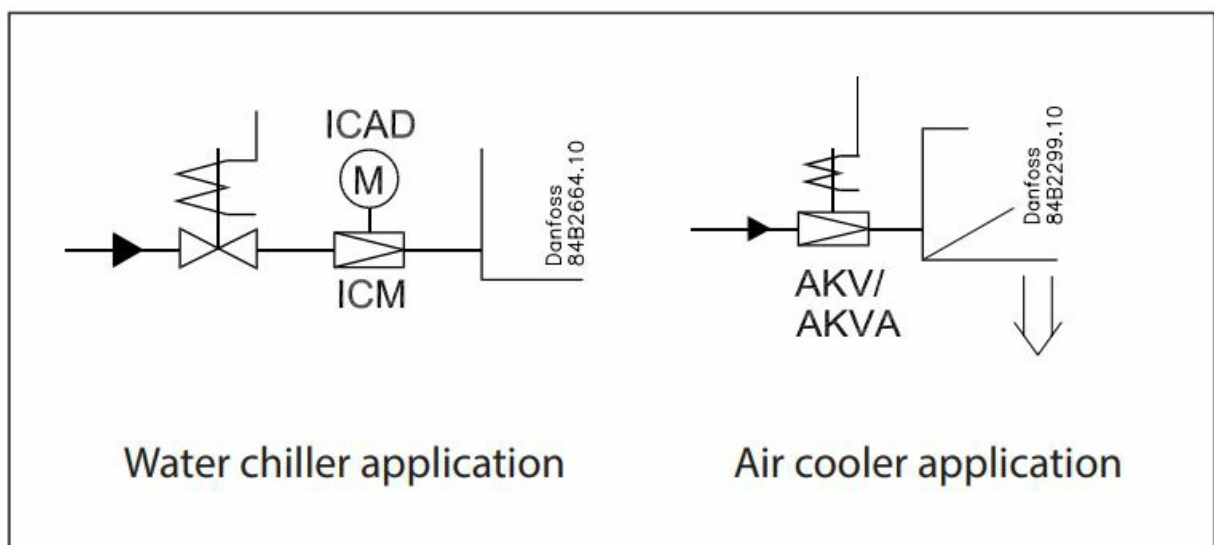 ICAD
M
ICM
Danfoss
84B2664.10
AKV/
AKVA
Danfoss
84B2299.10
Water chiller application
Air cooler application